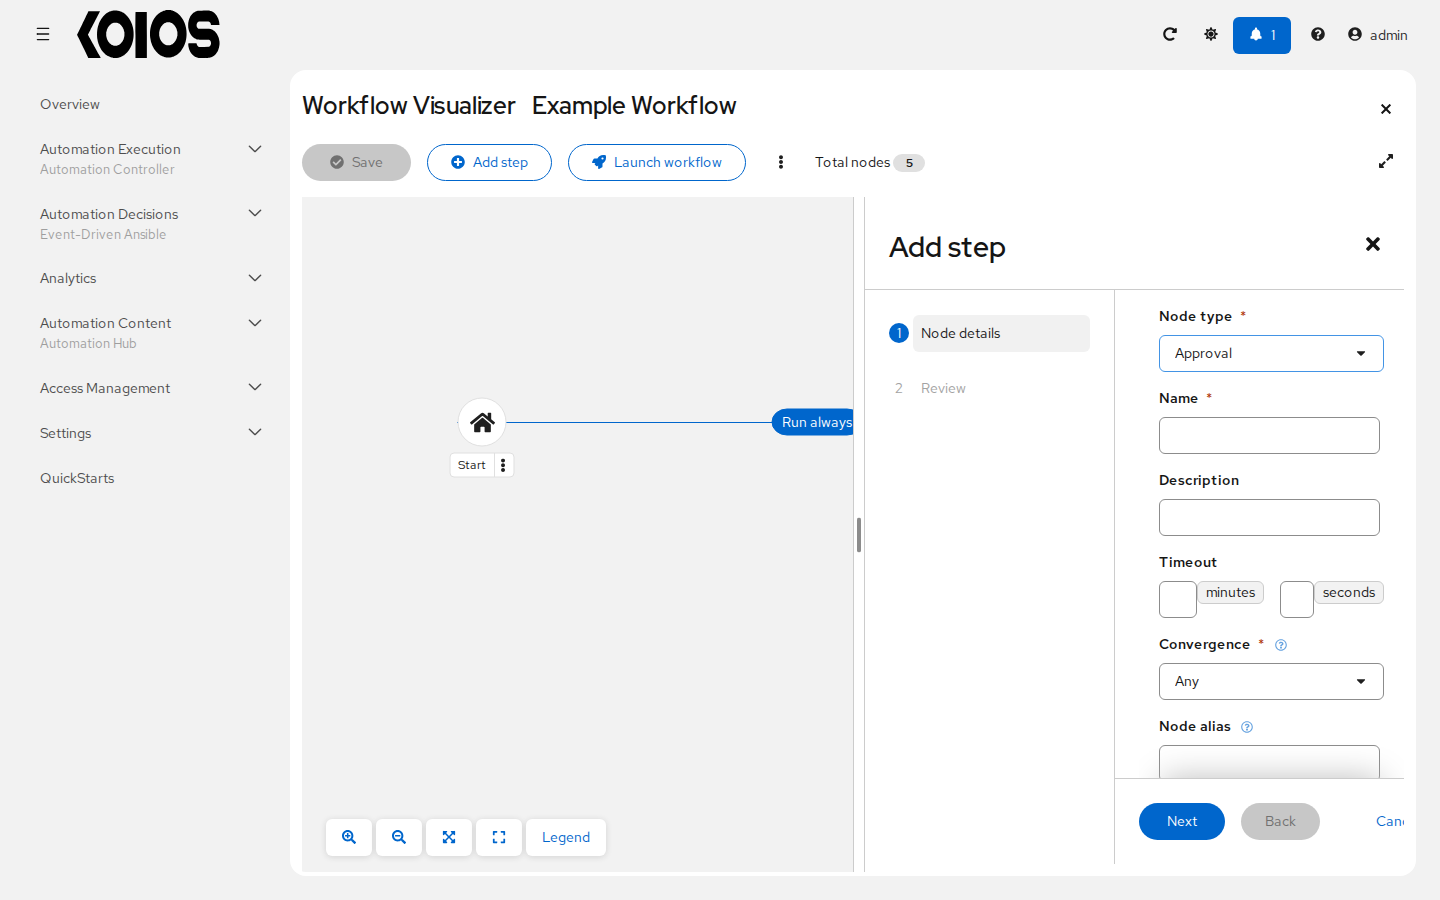 KOIOS
1
admin
Overview
Automation Execution
Automation Controller
Automation Decisions
Event-Driven Ansible
Analytics
Automation Content
Automation Hub
Access Management
Settings
QuickStarts
Workflow Visualizer Example Workflow
Save
Add step
Launch workflow
Total nodes 5
Run always
Start
Legend
Add step
1 Node details
2 Review
Node type *
Approval
Name *
Description
Timeout
minutes
seconds
Convergence *
Any
Node alias
Next
Back
Canc